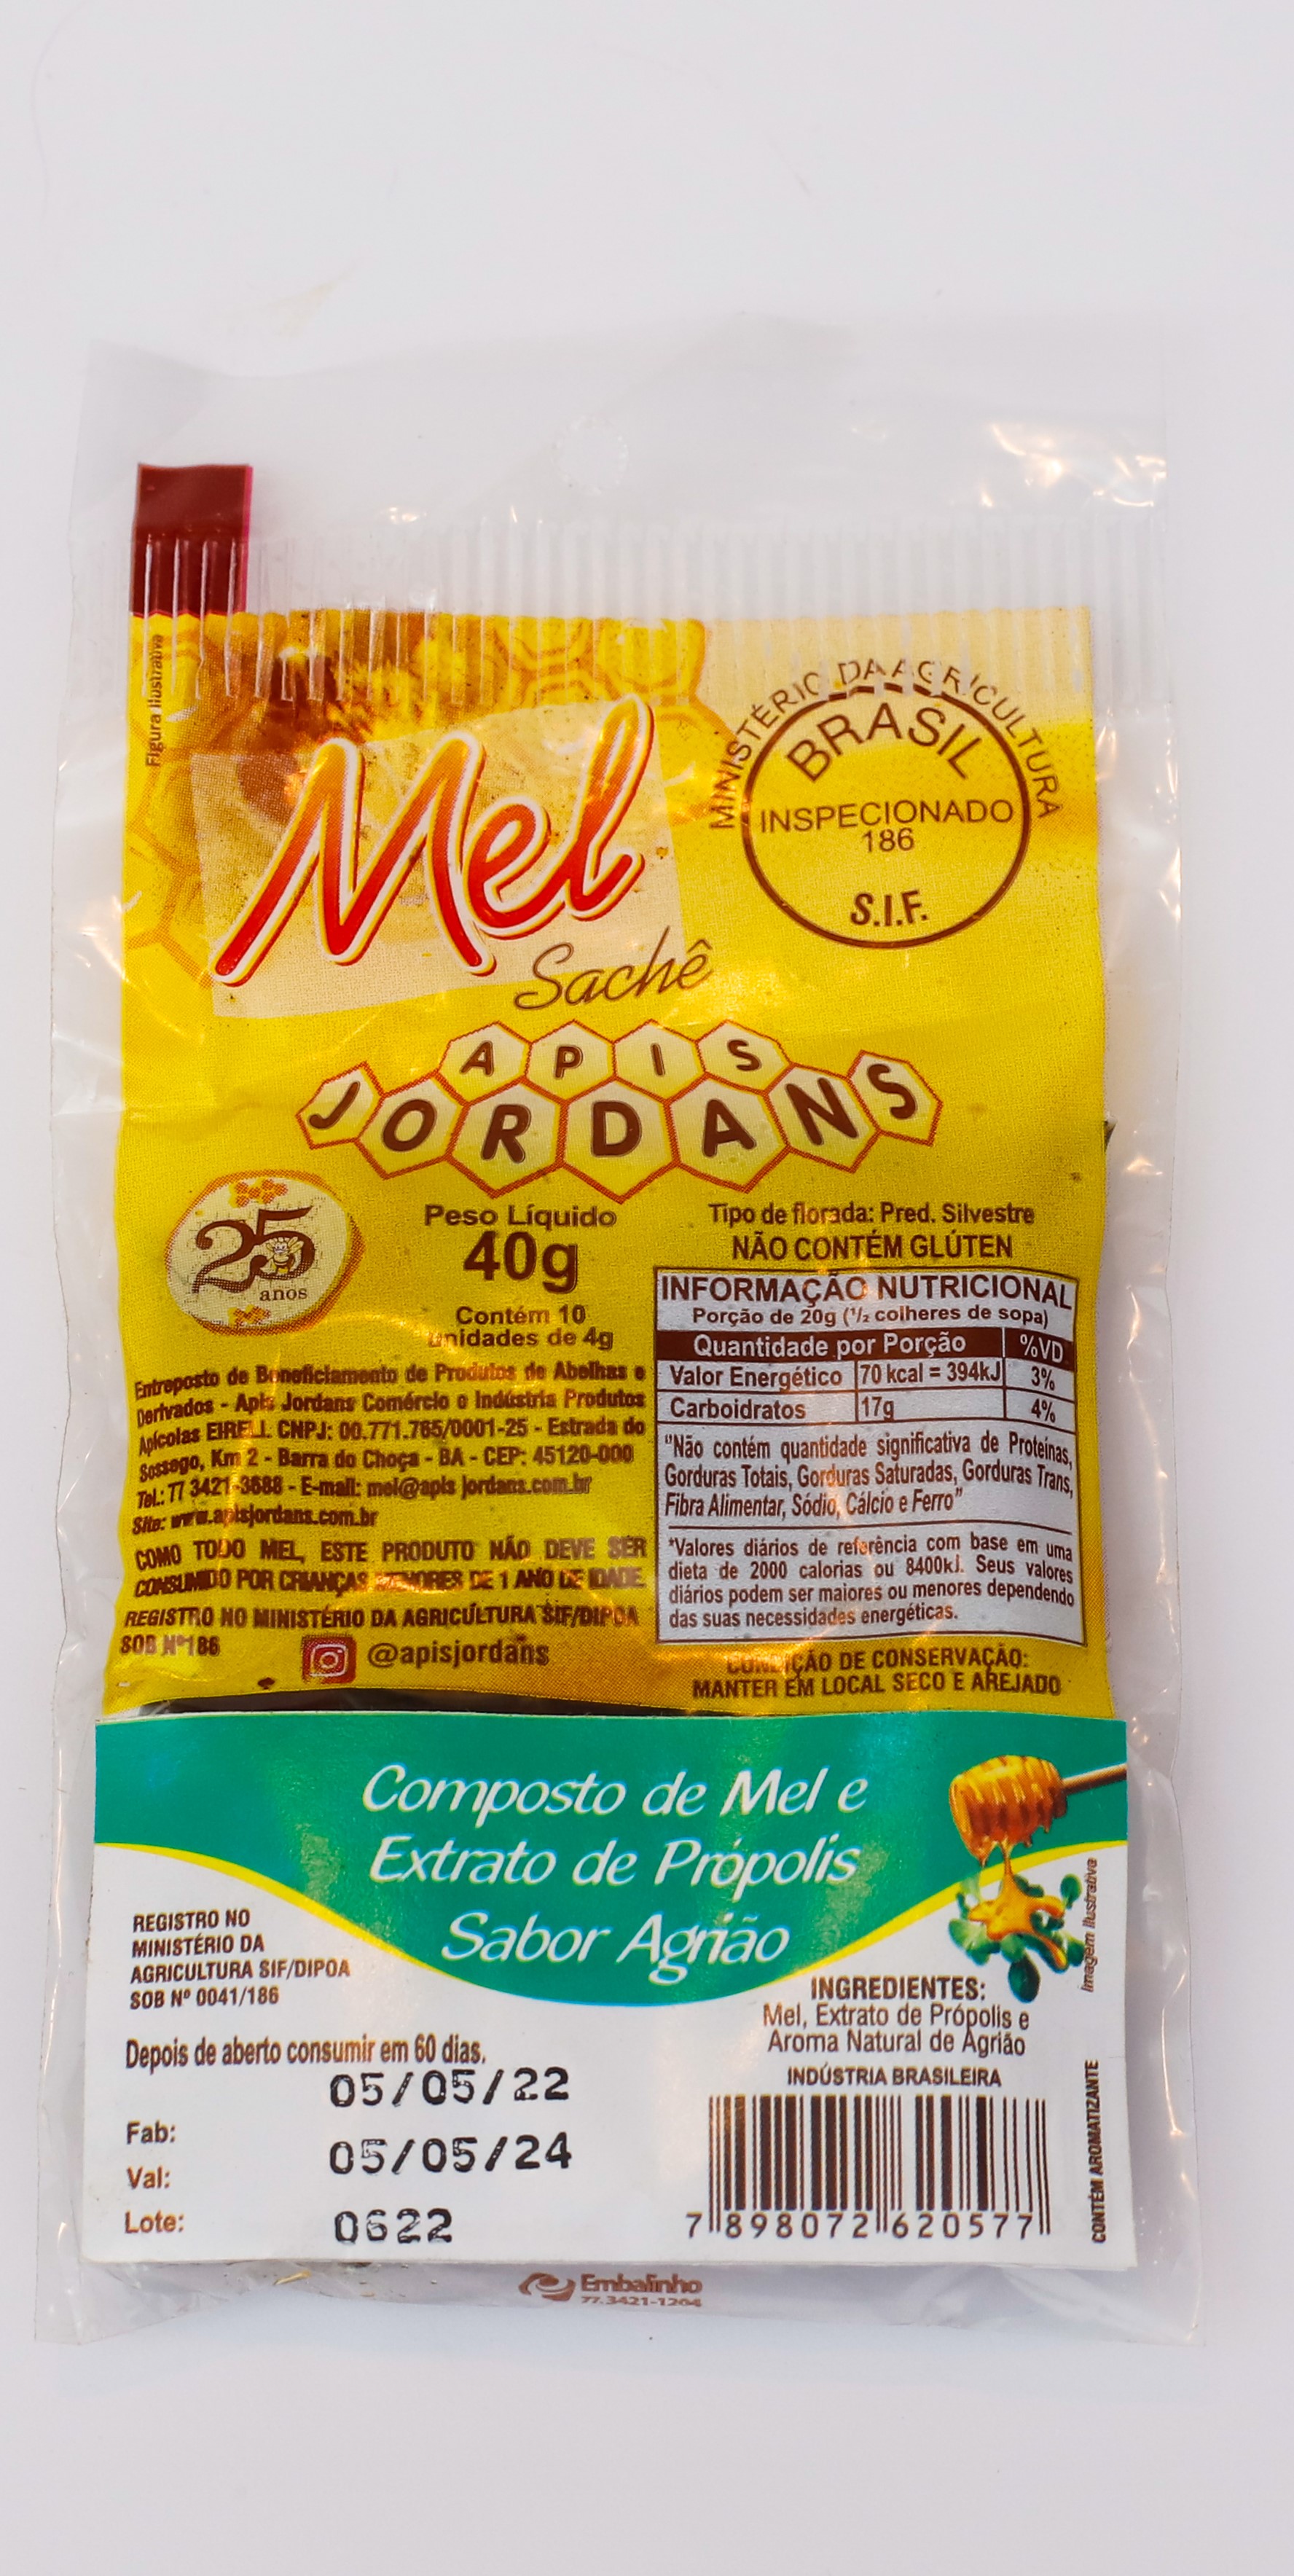 Figura Ilustrativa
Mel
Sachê
MINISTÉRIO DA AGRICULTURA
BRASIL
INSPECIONADO
186
S.I.F.
APIS
JORDANS
25
anos
Peso Líquido
40g
Contém 10
unidades de 4g
Tipo de florada: Pred. Silvestre
NÃO CONTÉM GLÚTEN
INFORMAÇÃO NUTRICIONAL
Porção de 20g (1/2 colheres de sopa)
Quantidade por Porção %VD
Valor Energético 70 kcal = 394kJ 3%
Carboidratos 17g 4%
"Não contém quantidade significativa de Proteínas,
Gorduras Totais, Gorduras Saturadas, Gorduras Trans,
Fibra Alimentar, Sódio, Cálcio e Ferro"
*Valores diários de referência com base em uma
dieta de 2000 calorias ou 8400kJ. Seus valores
diários podem ser maiores ou menores dependendo
das suas necessidades energéticas.
CONDIÇÃO DE CONSERVAÇÃO:
MANTER EM LOCAL SECO E AREJADO
Entreposto de Beneficiamento de Produtos de Abelhas e
Derivados - Apis Jordans Comércio e Indústria Produtos
Apícolas EIRELI. CNPJ: 00.771.765/0001-25 - Estrada do
Sossego, Km 2 - Barra do Choça - BA - CEP: 45120-000
Tel.: 77 3421-3688 - E-mail: mel@apis jordans.com.br
Site: www.apisjordans.com.br
COMO TODO MEL, ESTE PRODUTO NÃO DEVE SER
CONSUMIDO POR CRIANÇAS MENORES DE 1 ANO DE IDADE.
REGISTRO NO MINISTÉRIO DA AGRICULTURA SIF/DIPOA
SOB Nº186
@apisjordans
Composto de Mel e
Extrato de Própolis
Sabor Agrião
Imagem Ilustrativa
REGISTRO NO
MINISTÉRIO DA
AGRICULTURA SIF/DIPOA
SOB Nº 0041/186
INGREDIENTES:
Mel, Extrato de Própolis e
Aroma Natural de Agrião
INDÚSTRIA BRASILEIRA
CONTÉM AROMATIZANTE
Depois de aberto consumir em 60 dias.
05/05/22
Fab:
05/05/24
Val:
Lote: 0622
7 898072 620577
Embalinho
77.3421-1204